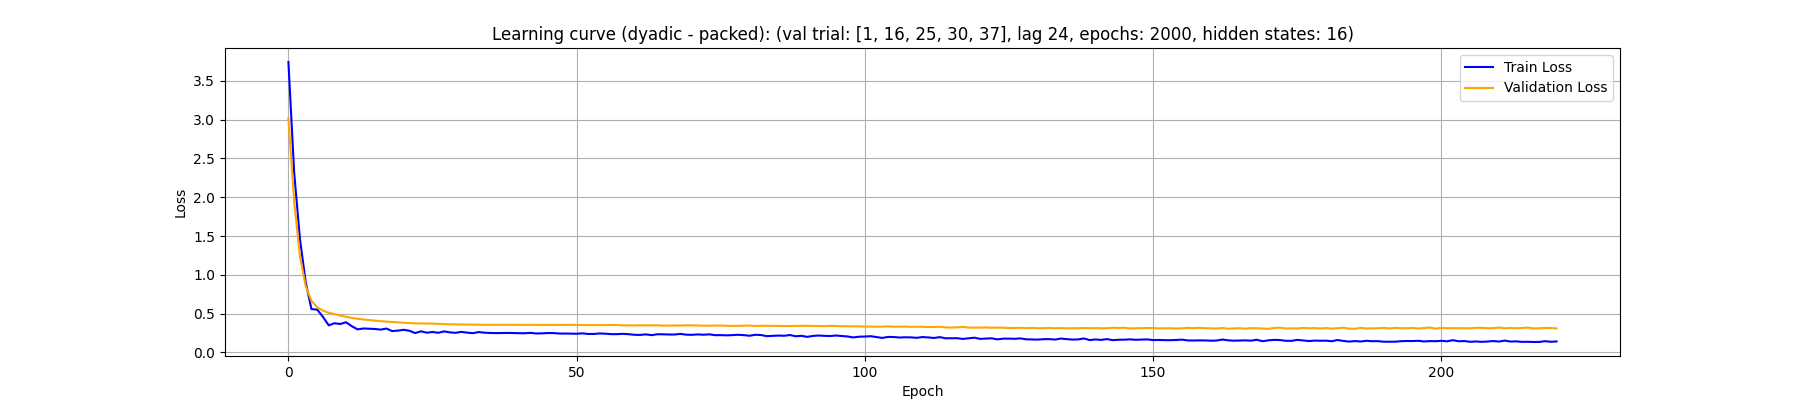 Learning curve (dyadic - packed): (val trial: [1, 16, 25, 30, 37], lag 24, epochs: 2000, hidden states: 16)
Train Loss
Validation Loss
3.5
3.0
2.5
2.0
1.5
1.0
0.5
0.0
Loss
0
50
100
150
200
Epoch